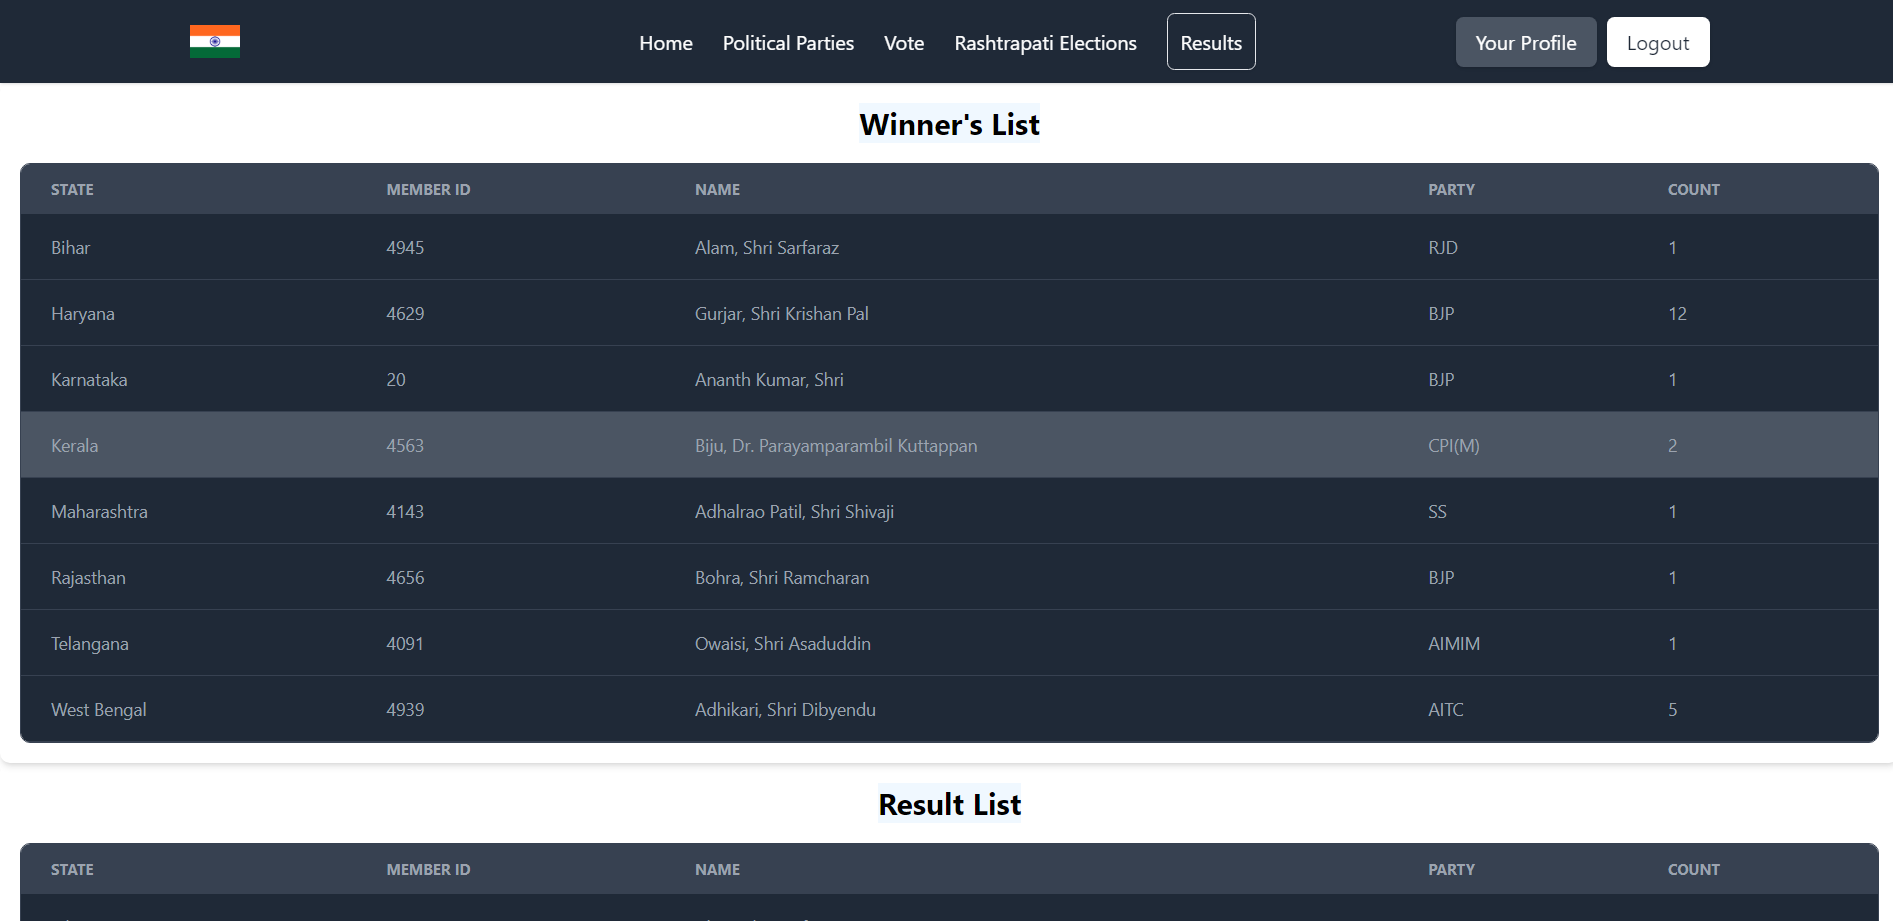 Home Political Parties Vote Rashtrapati Elections Results Your Profile Logout
Winner's List
STATE MEMBER ID NAME PARTY COUNT
Bihar 4945 Alam, Shri Sarfaraz RJD 1
Haryana 4629 Gurjar, Shri Krishan Pal BJP 12
Karnataka 20 Ananth Kumar, Shri BJP 1
Kerala 4563 Biju, Dr. Parayamparambil Kuttappan CPI(M) 2
Maharashtra 4143 Adhalrao Patil, Shri Shivaji SS 1
Rajasthan 4656 Bohra, Shri Ramcharan BJP 1
Telangana 4091 Owaisi, Shri Asaduddin AIMIM 1
West Bengal 4939 Adhikari, Shri Dibyendu AITC 5
Result List
STATE MEMBER ID NAME PARTY COUNT